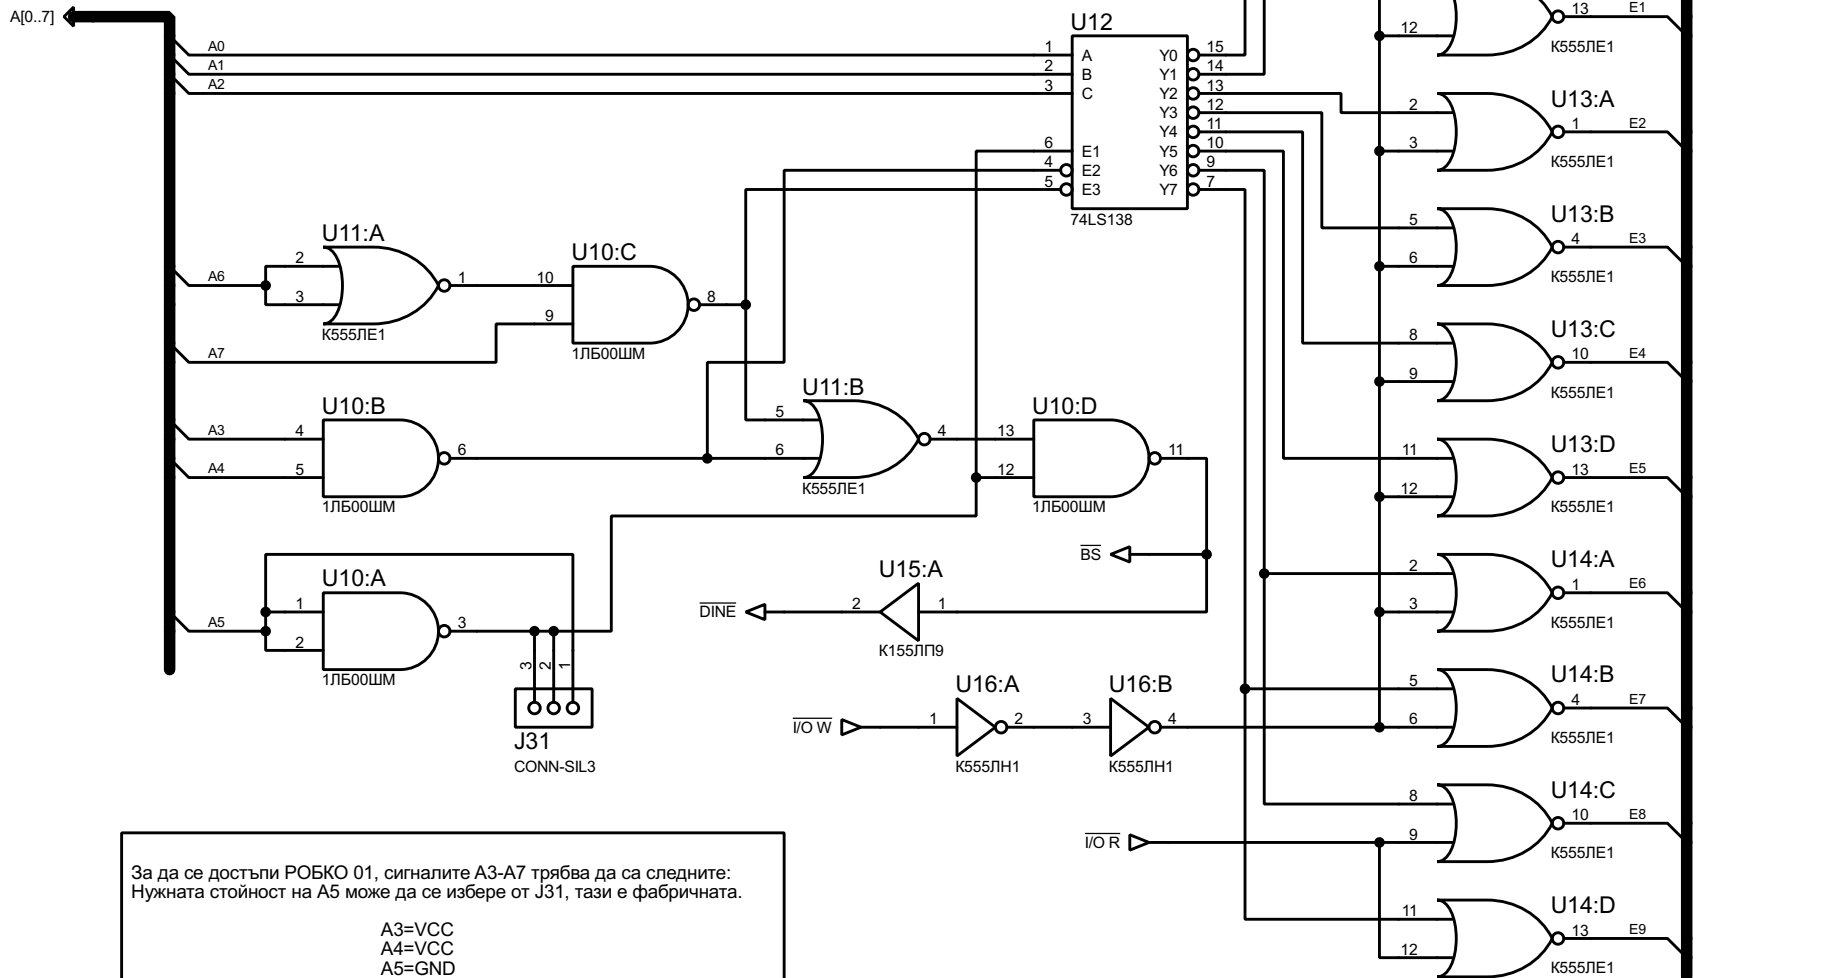 A[0..7]
A0
A1
A2
1
2
3
U12
A
B
C
6
4
5
E1
E2
E3
Y0
Y1
Y2
Y3
Y4
Y5
Y6
Y7
15
14
13
12
11
10
9
7
74LS138
A6
2
3
U11:A
1
К555ЛЕ1
A7
10
9
U10:C
8
1ЛБ00ШМ
A3
A4
4
5
U10:B
6
1ЛБ00ШМ
5
6
U11:B
4
К555ЛЕ1
13
12
U10:D
11
1ЛБ00ШМ
A5
1
2
U10:A
3
1ЛБ00ШМ
3
2
1
J31
CONN-SIL3
BS
DINE
2
U15:A
1
К155ЛП9
I/O W
1
U16:A
2
К555ЛН1
3
U16:B
4
К555ЛН1
I/O R
12
13
E1
К555ЛЕ1
2
3
U13:A
1
E2
К555ЛЕ1
5
6
U13:B
4
E3
К555ЛЕ1
8
9
U13:C
10
E4
К555ЛЕ1
11
12
U13:D
13
E5
К555ЛЕ1
2
3
U14:A
1
E6
К555ЛЕ1
5
6
U14:B
4
E7
К555ЛЕ1
8
9
U14:C
10
E8
К555ЛЕ1
11
12
U14:D
13
E9
К555ЛЕ1
За да се достъпи РОБКО 01, сигналите А3-А7 трябва да са следните:
Нужната стойност на А5 може да се избере от J31, тази е фабричната.
A3=VCC
A4=VCC
A5=GND